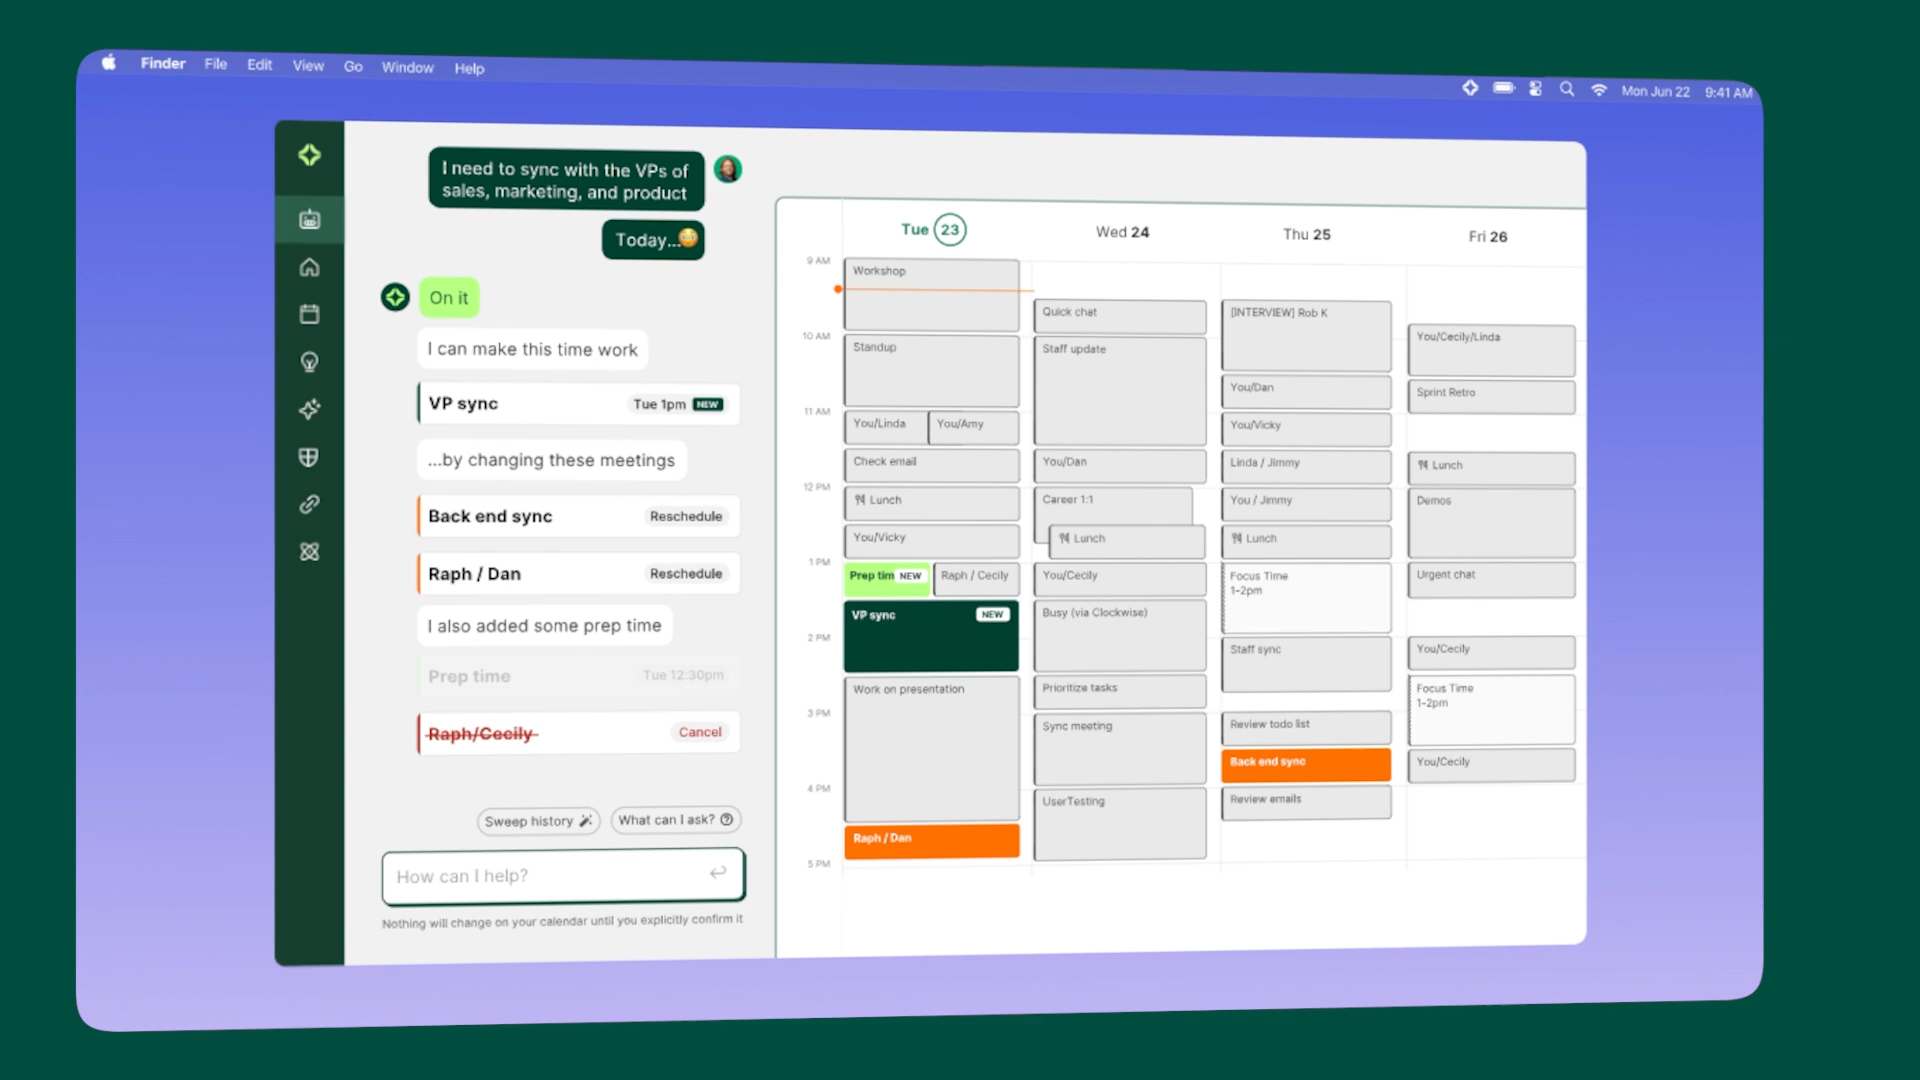 Finder File Edit View Go Window Help
Mon Jun 22 9:41 AM
I need to sync with the VPs of
sales, marketing, and product
Today...
On it
I can make this time work
VP sync Tue 1pm NEW
...by changing these meetings
Back end sync Reschedule
Raph / Dan Reschedule
I also added some prep time
Prep time Tue 12:30pm
Raph/Cecily Cancel
Sweep history What can I ask?
How can I help?
Nothing will change on your calendar until you explicitly confirm it
Tue 23 Wed 24 Thu 25 Fri 26
9 AM
10 AM
11 AM
12 PM
1 PM
2 PM
3 PM
4 PM
5 PM
Workshop
Standup
You/Linda You/Amy
Check email
Lunch
You/Vicky
Prep tim NEW Raph / Cecily
VP sync NEW
Work on presentation
Raph / Dan
Quick chat
Staff update
You/Dan
Career 1:1
Lunch
You/Cecily
Busy (via Clockwise)
Prioritize tasks
Sync meeting
UserTesting
[INTERVIEW] Rob K
You/Dan
You/Vicky
Linda / Jimmy
You / Jimmy
Lunch
Focus Time
1-2pm
Staff sync
Review todo list
Back end sync
Review emails
You/Cecily/Linda
Sprint Retro
Lunch
Demos
Urgent chat
You/Cecily
Focus Time
1-2pm
You/Cecily